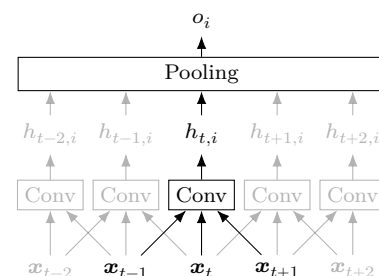 o_i
Pooling
h_{t−2,i} h_{t−1,i} h_{t,i} h_{t+1,i} h_{t+2,i}
Conv Conv Conv Conv Conv
x_{t−2} x_{t−1} x_t x_{t+1} x_{t+2}